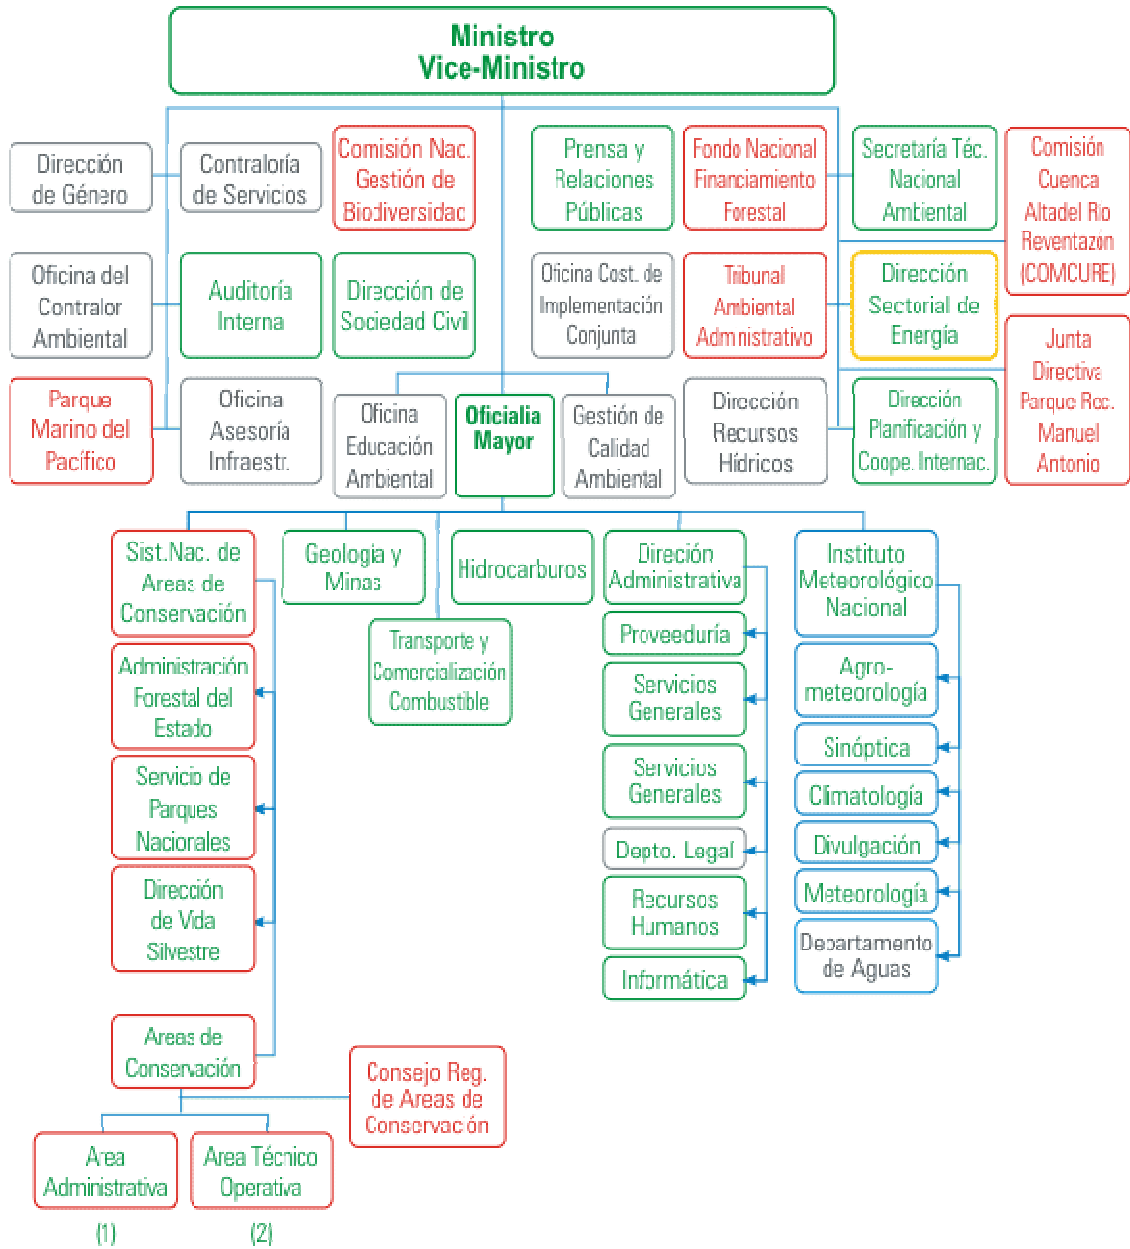 Ministro
Vice-Ministro
Dirección
de Género
Contraloría
de Servicios
Comisión Nac.
Gestión de
Biodiversidad
Prensa y
Relaciones
Públicas
Fondo Nacional
Financiamiento
Forestal
Secretaría Téc.
Nacional
Ambiental
Comisión
Cuenca
Altadel Río
Reventazón
(COMCURE)
Oficina del
Contralor
Ambiental
Auditoría
Interna
Dirección de
Sociedad Civil
Oficina Cost. de
Implementación
Conjunta
Tribunal
Ambiental
Admnistrativo
Dirección
Sectorial de
Energía
Junta
Directiva
Parque Rec.
Manuel
Antonio
Parque
Marino del
Pacífico
Oficina
Asesoría
Infraestr.
Oficina
Educación
Ambiental
Oficialia
Mayor
Gestión de
Calidad
Ambiental
Dirección
Recursos
Hídricos
Dirección
Planificación y
Coope. Internac.
Sist.Nac. de
Areas de
Conservación
Geologia y
Minas
Hidrocarburos
Direción
Administrativa
Instituto
Meteorológico
Nacional
Transporte y
Comercialización
Combustible
Administración
Forestal del
Estado
Servicio de
Parques
Nacionales
Dirección
de Vida
Silvestre
Proveeduría
Servicios
Generales
Servicios
Generales
Depto. Legal
Recursos
Humanos
Informática
Agro-
meteorología
Sinóptica
Climatología
Divulgación
Meteorología
Departamento
de Aguas
Areas de
Conservación
Consejo Reg.
de Areas de
Conservación
Area
Administrativa
Area Técnico
Operativa
(1)
(2)